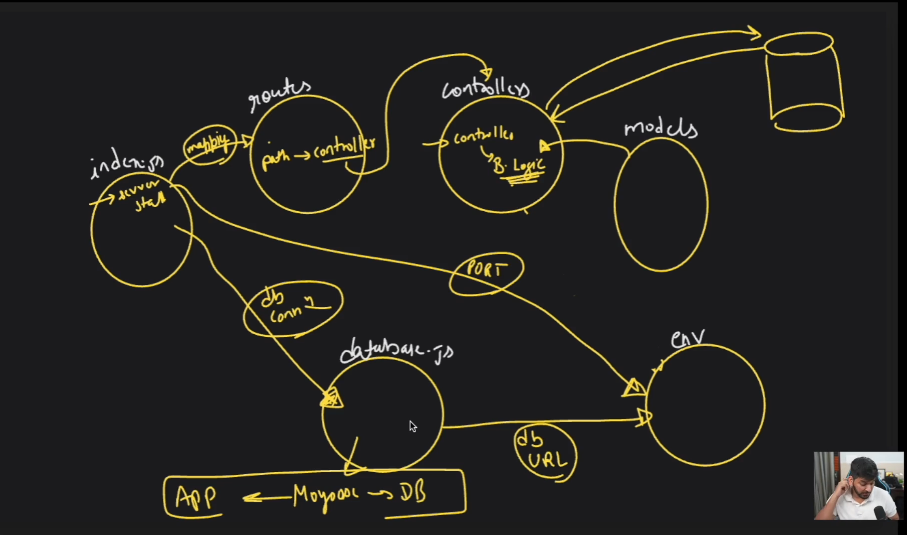 routes
controllers
models
index.js
mapping
path → controller
→ controller
B. Logic
→ server
start
PORT
db
conn
database.js
env
db
URL
App ← Mongoose → DB